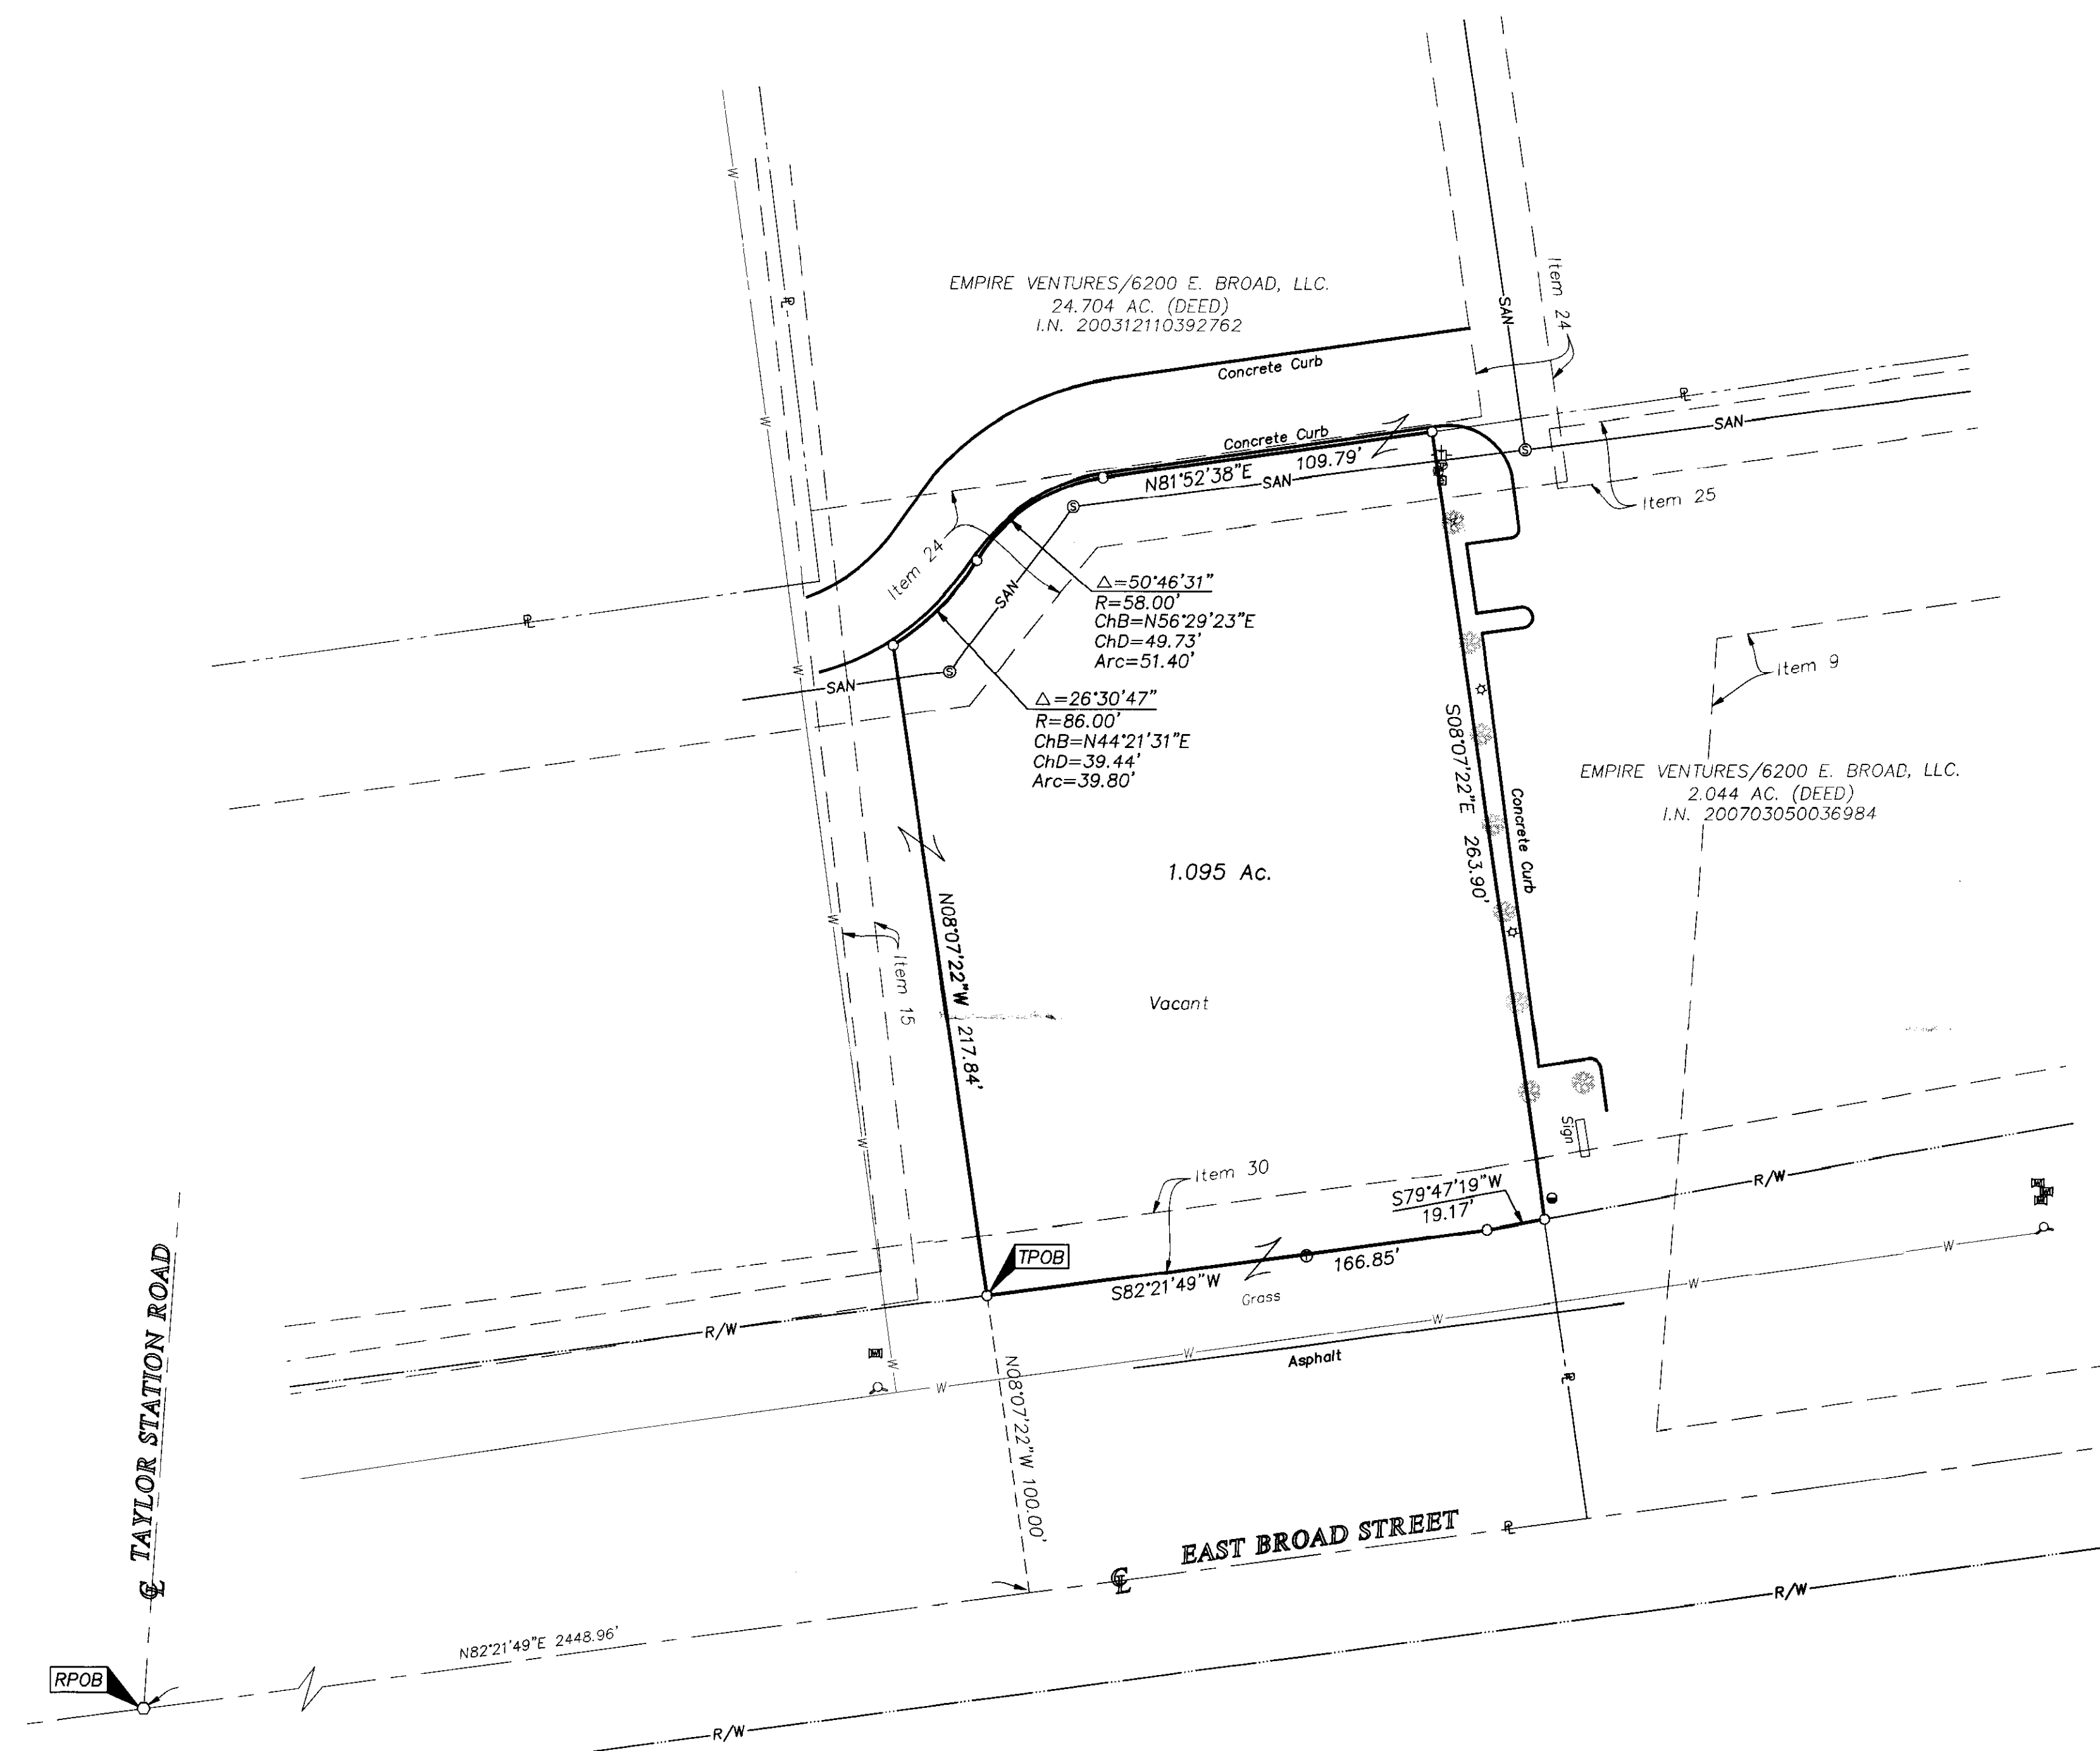 EMPIRE VENTURES/6200 E. BROAD, LLC.
24.704 AC. (DEED)
I.N. 200312110392762
Item 24
SAN
W
W
W
W
W
W
℄
Concrete Curb
Concrete Curb
N81°52'38"E 109.79'
SAN
SAN
Item 25
Item 24
SAN
SAN
Δ=50°46'31"
R=58.00'
ChB=N56°29'23"E
ChD=49.73'
Arc=51.40'
Δ=26°30'47"
R=86.00'
ChB=N44°21'31"E
ChD=39.44'
Arc=39.80'
Item 9
S08°07'22"E 263.90'
Concrete Curb
EMPIRE VENTURES/6200 E. BROAD, LLC.
2.044 AC. (DEED)
I.N. 200703050036984
1.095 Ac.
N08°07'22"W 217.84'
Item 15
Vacant
Sign
Item 30
S79°47'19"W
19.17'
R/W
TPOB
S82°21'49"W 166.85'
Grass
R/W
W
W
W
W
W
Asphalt
N08°07'22"W 100.00'
TAYLOR STATION ROAD
℄
EAST BROAD STREET
R/W
N82°21'49"E 2448.96'
RPOB
R/W